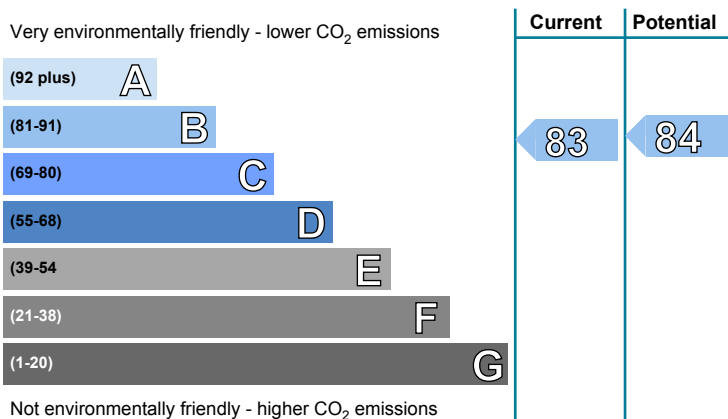 Current Potential
Very environmentally friendly - lower CO2 emissions
(92 plus) A
(81-91) B
83 84
(69-80) C
(55-68) D
(39-54 E
(21-38) F
(1-20) G
Not environmentally friendly - higher CO2 emissions